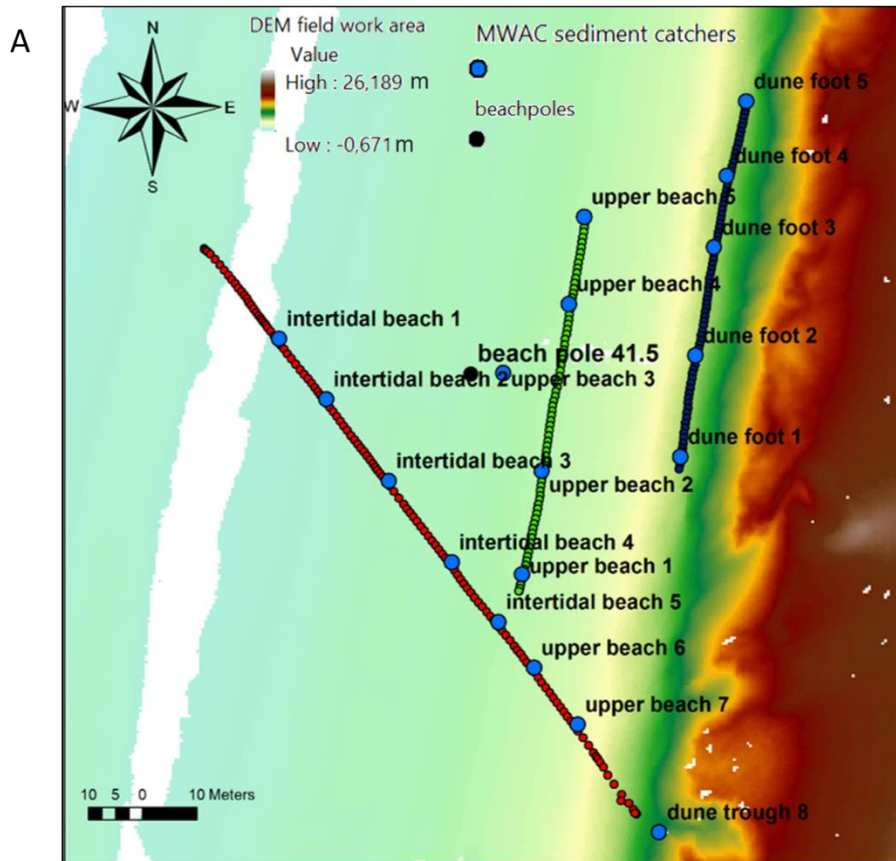 A
N
W
E
S
DEM field work area
Value
High : 26,189 m
Low : -0,671 m
MWAC sediment catchers
beachpoles
dune foot 5
dune foot 4
upper beach 5
dune foot 3
upper beach 4
intertidal beach 1
dune foot 2
beach pole 41.5
intertidal beach 2
upper beach 3
dune foot 1
intertidal beach 3
upper beach 2
intertidal beach 4
upper beach 1
intertidal beach 5
upper beach 6
upper beach 7
10 5 0 10 Meters
dune trough 8